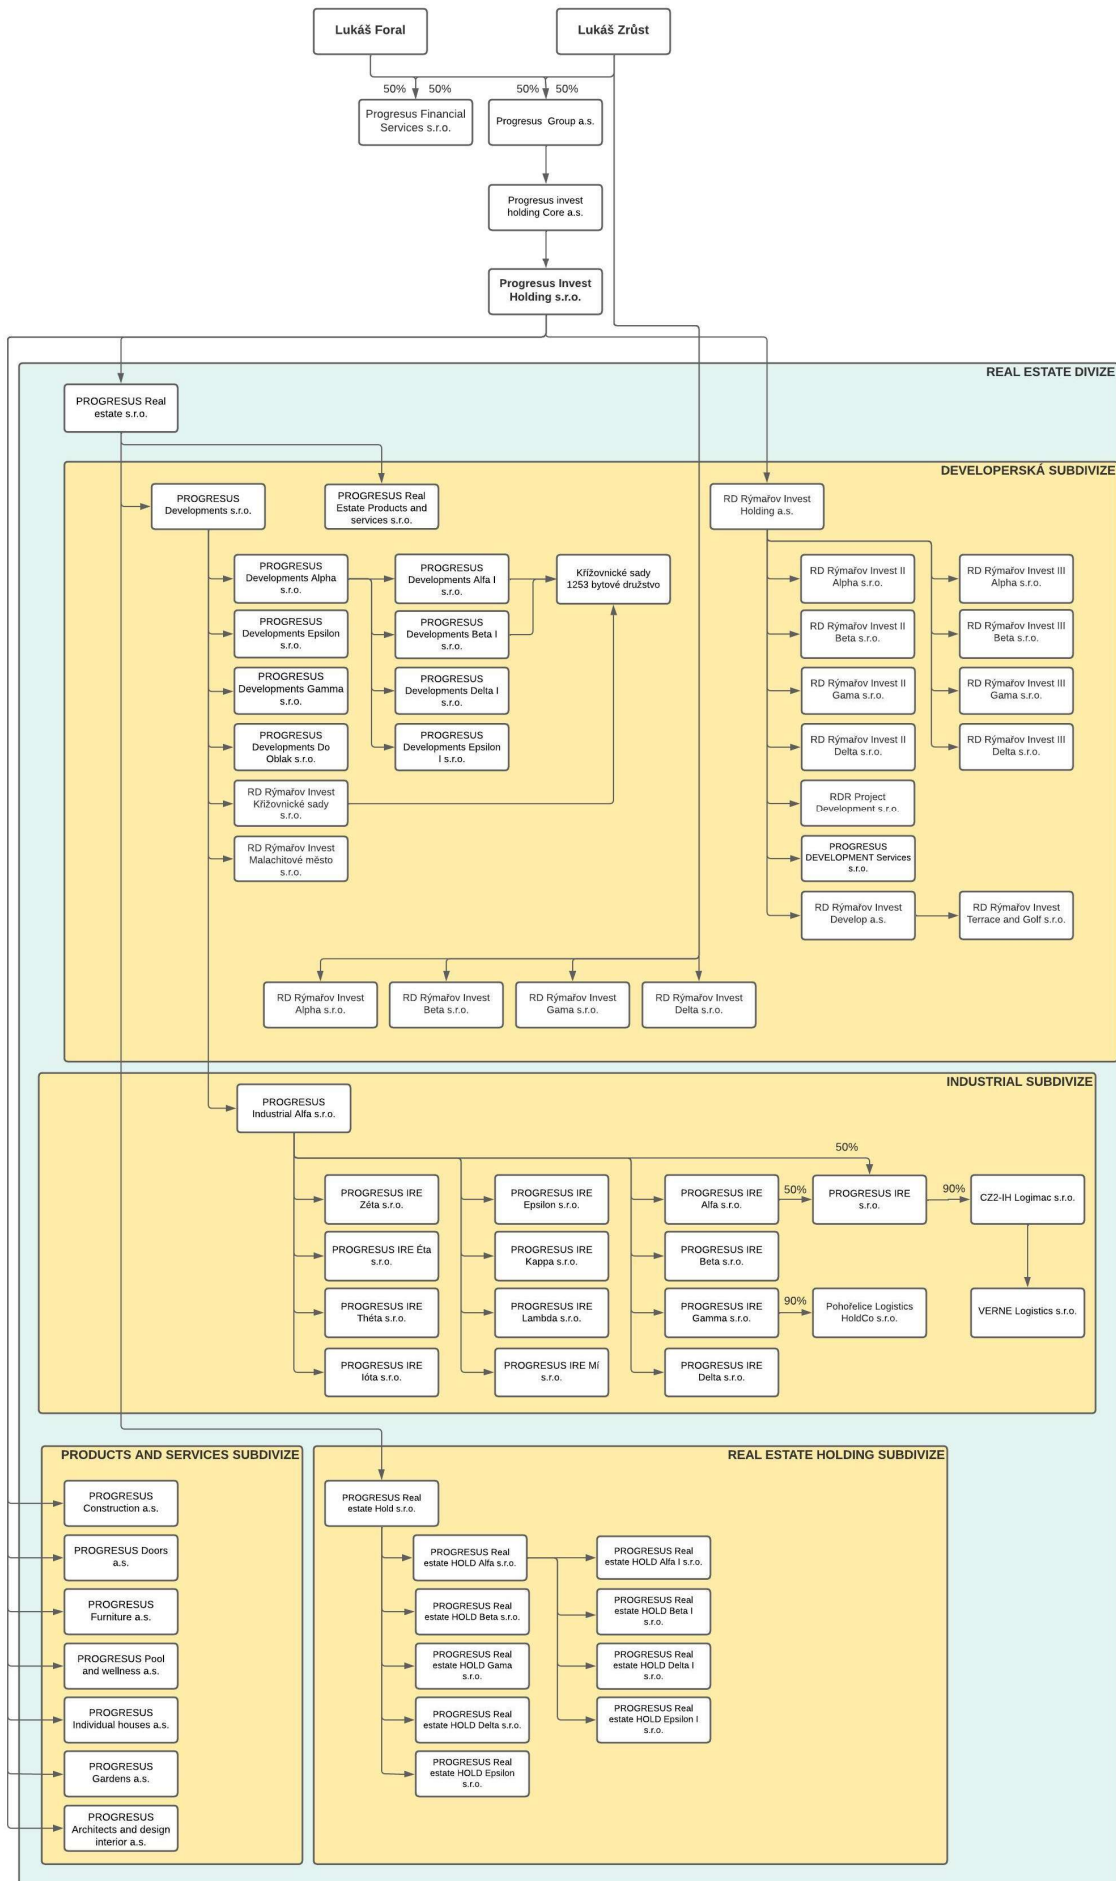 Lukáš Foral
Lukáš Zrůst
50%
50%
50%
50%
Progresus Financial
Services s.r.o.
Progresus Group a.s.
Progresus invest
holding Core a.s.
Progresus Invest
Holding s.r.o.
REAL ESTATE DIVIZE
PROGRESUS Real
estate s.r.o.
DEVELOPERSKÁ SUBDIVIZE
PROGRESUS
Developments s.r.o.
PROGRESUS Real
Estate Products and
services s.r.o.
RD Rýmařov Invest
Holding a.s.
PROGRESUS
Developments Alpha
s.r.o.
PROGRESUS
Developments Alfa I
s.r.o.
Křížovnické sady
1253 bytové družstvo
RD Rýmařov Invest II
Alpha s.r.o.
RD Rýmařov Invest III
Alpha s.r.o.
PROGRESUS
Developments Epsilon
s.r.o.
PROGRESUS
Developments Beta I
s.r.o.
RD Rýmařov Invest II
Beta s.r.o.
RD Rýmařov Invest III
Beta s.r.o.
PROGRESUS
Developments Gamma
s.r.o.
PROGRESUS
Developments Delta I
s.r.o.
RD Rýmařov Invest II
Gama s.r.o.
RD Rýmařov Invest III
Gama s.r.o.
PROGRESUS
Developments Do
Oblak s.r.o.
PROGRESUS
Developments Epsilon
I s.r.o.
RD Rýmařov Invest II
Delta s.r.o.
RD Rýmařov Invest III
Delta s.r.o.
RD Rýmařov Invest
Křižovnické sady
s.r.o.
RDR Project
Development s.r.o.
RD Rýmařov Invest
Malachitové město
s.r.o.
PROGRESUS
DEVELOPMENT Services
s.r.o.
RD Rýmařov Invest
Develop a.s.
RD Rýmařov Invest
Terrace and Golf s.r.o.
RD Rýmařov Invest
Alpha s.r.o.
RD Rýmařov Invest
Beta s.r.o.
RD Rýmařov Invest
Gama s.r.o.
RD Rýmařov Invest
Delta s.r.o.
INDUSTRIAL SUBDIVIZE
PROGRESUS
Industrial Alfa s.r.o.
50%
PROGRESUS IRE
Zéta s.r.o.
PROGRESUS IRE
Epsilon s.r.o.
PROGRESUS IRE
Alfa s.r.o.
50%
PROGRESUS IRE
s.r.o.
90%
CZ2-IH Logimac s.r.o.
PROGRESUS IRE Éta
s.r.o.
PROGRESUS IRE
Kappa s.r.o.
PROGRESUS IRE
Beta s.r.o.
PROGRESUS IRE
Théta s.r.o.
PROGRESUS IRE
Lambda s.r.o.
PROGRESUS IRE
Gamma s.r.o.
90%
Pohořelice Logistics
HoldCo s.r.o.
VERNE Logistics s.r.o.
PROGRESUS IRE
Ióta s.r.o.
PROGRESUS IRE Mí
s.r.o.
PROGRESUS IRE
Delta s.r.o.
PRODUCTS AND SERVICES SUBDIVIZE
PROGRESUS
Construction a.s.
PROGRESUS Doors
a.s.
PROGRESUS
Furniture a.s.
PROGRESUS Pool
and wellness a.s.
PROGRESUS
Individual houses a.s.
PROGRESUS
Gardens a.s.
PROGRESUS
Architects and design
interior a.s.
REAL ESTATE HOLDING SUBDIVIZE
PROGRESUS Real
estate Hold s.r.o.
PROGRESUS Real
estate HOLD Alfa s.r.o.
PROGRESUS Real
estate HOLD Alfa I s.r.o.
PROGRESUS Real
estate HOLD Beta s.r.o.
PROGRESUS Real
estate HOLD Beta I
s.r.o.
PROGRESUS Real
estate HOLD Gama
s.r.o.
PROGRESUS Real
estate HOLD Delta I
s.r.o.
PROGRESUS Real
estate HOLD Delta s.r.o.
PROGRESUS Real
estate HOLD Epsilon I
s.r.o.
PROGRESUS Real
estate HOLD Epsilon
s.r.o.